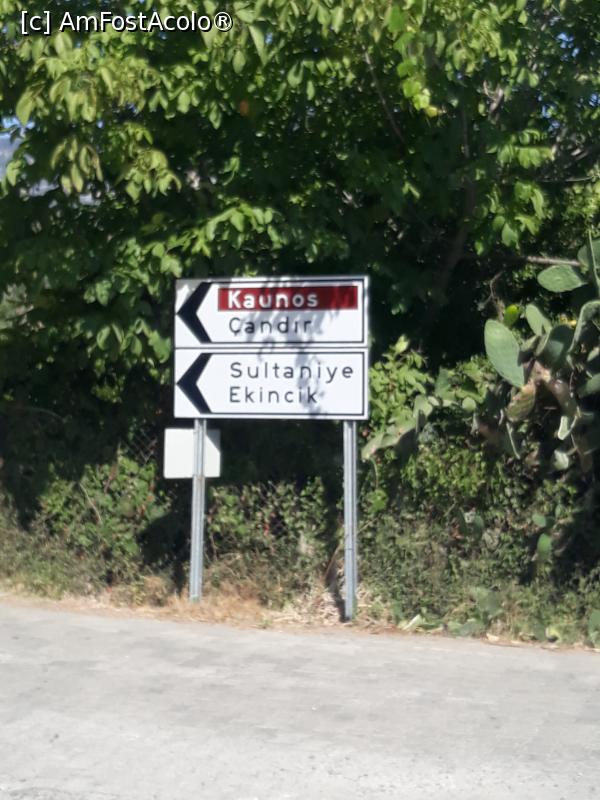 [c] AmFostAcolo®
Kaunos
Çandır
Sultaniye
Ekincik